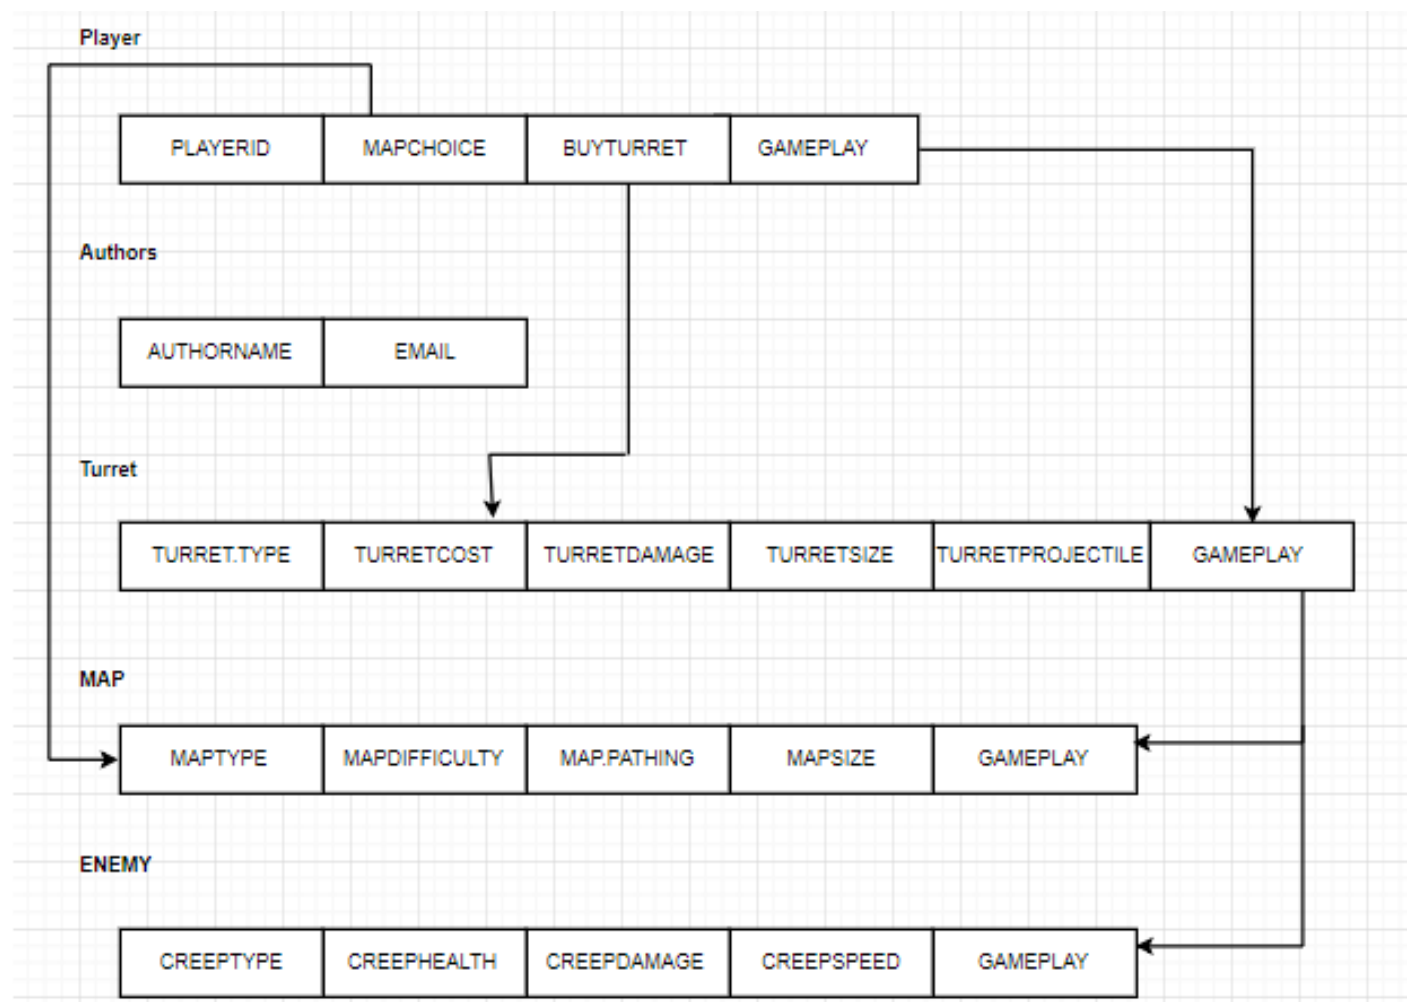 Player
PLAYERID MAPCHOICE BUYTURRET GAMEPLAY
Authors
AUTHORNAME EMAIL
Turret
TURRET.TYPE TURRETCOST TURRETDAMAGE TURRETSIZE TURRETPROJECTILE GAMEPLAY
MAP
MAPTYPE MAPDIFFICULTY MAP.PATHING MAPSIZE GAMEPLAY
ENEMY
CREEPTYPE CREEPHEALTH CREEPDAMAGE CREEPSPEED GAMEPLAY